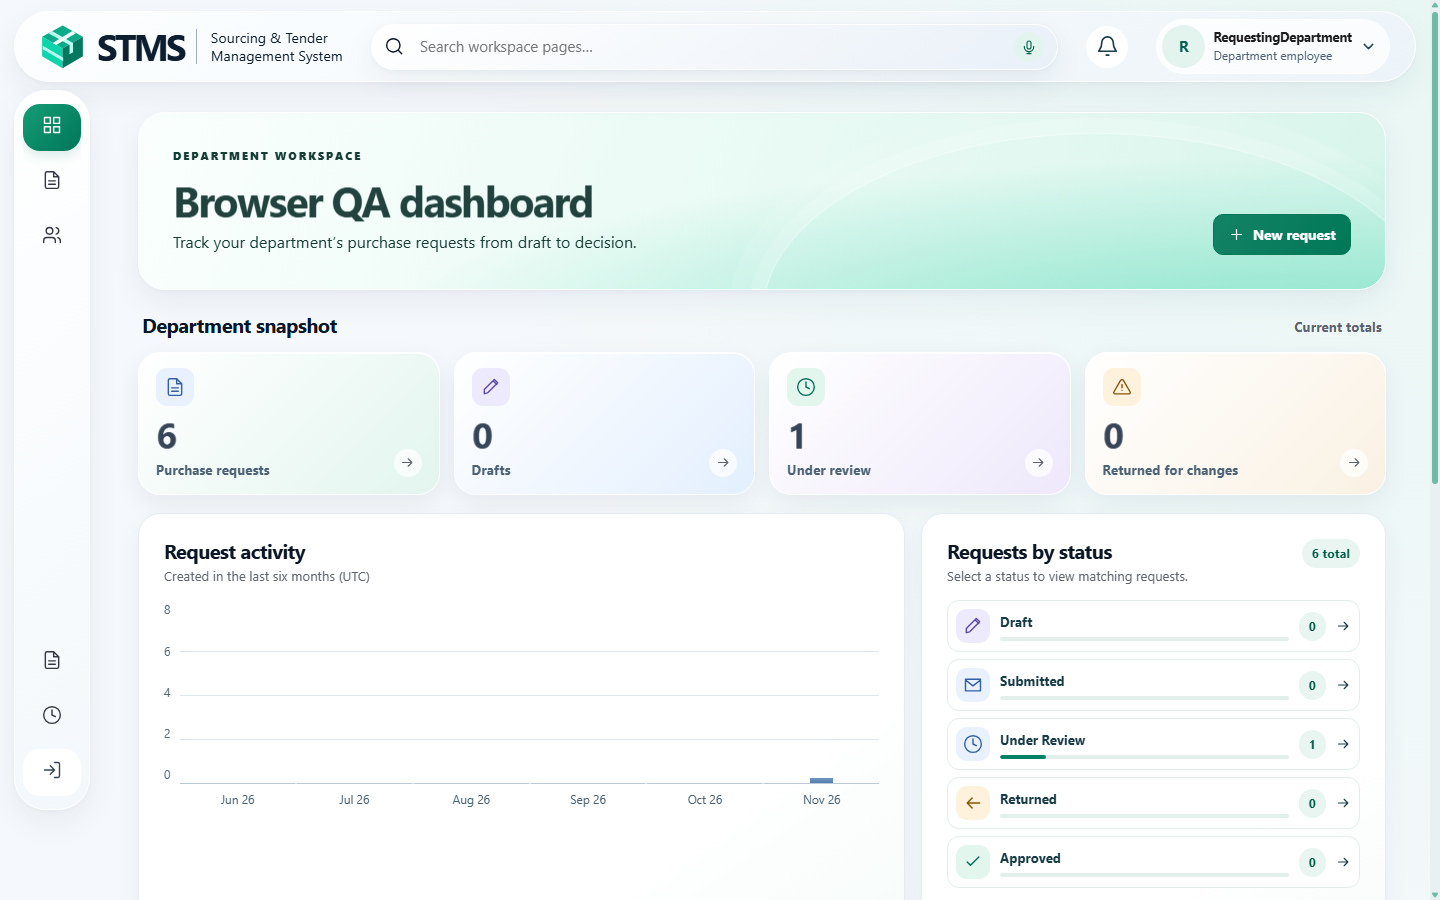 STMS
Sourcing & Tender
Management System
Search workspace pages...
R
RequestingDepartment
Department employee
DEPARTMENT WORKSPACE
Browser QA dashboard
Track your department's purchase requests from draft to decision.
New request
Department snapshot
Current totals
6
Purchase requests
0
Drafts
1
Under review
0
Returned for changes
Request activity
Created in the last six months (UTC)
8
6
4
2
0
Jun 26
Jul 26
Aug 26
Sep 26
Oct 26
Nov 26
Requests by status
6 total
Select a status to view matching requests.
Draft
0
Submitted
0
Under Review
1
Returned
0
Approved
0